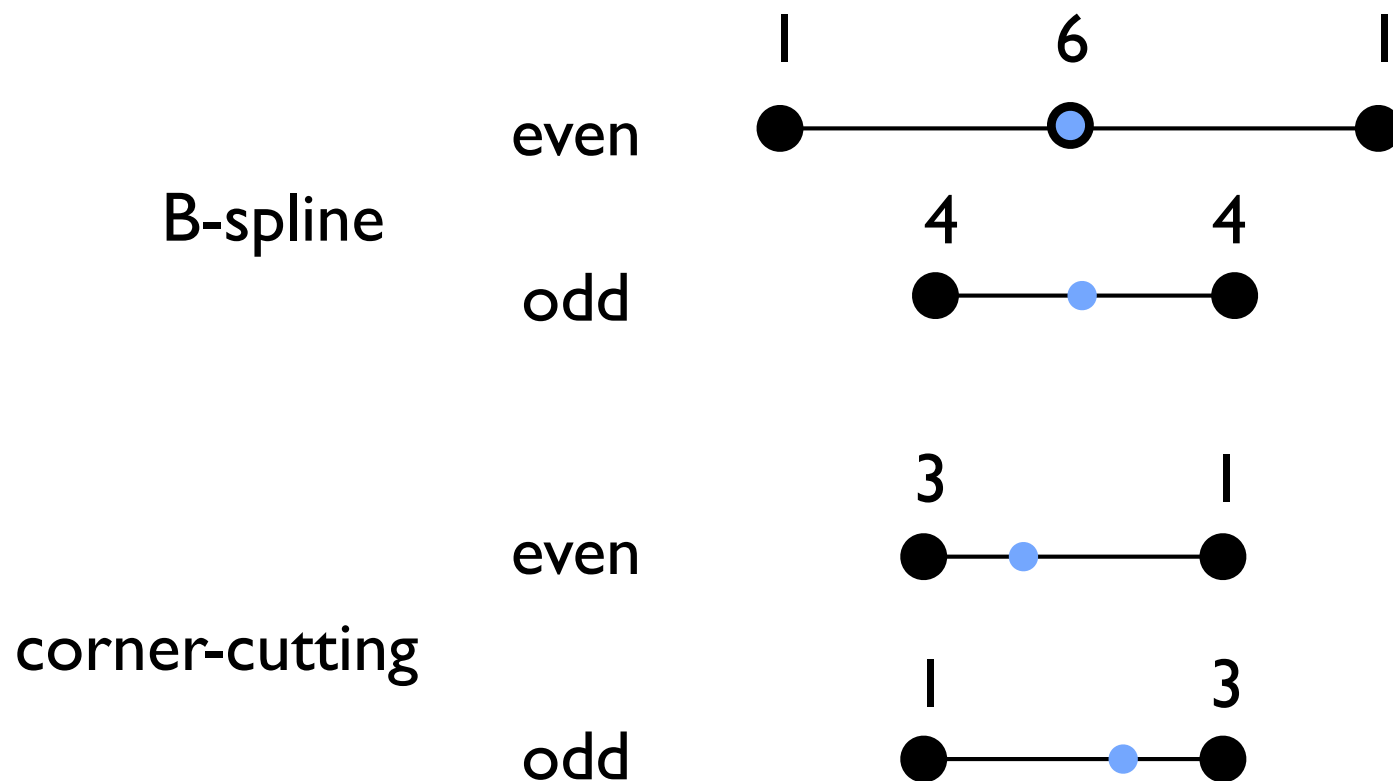 1 6 1
even
B-spline
4 4
odd
3 1
even
corner-cutting
1 3
odd